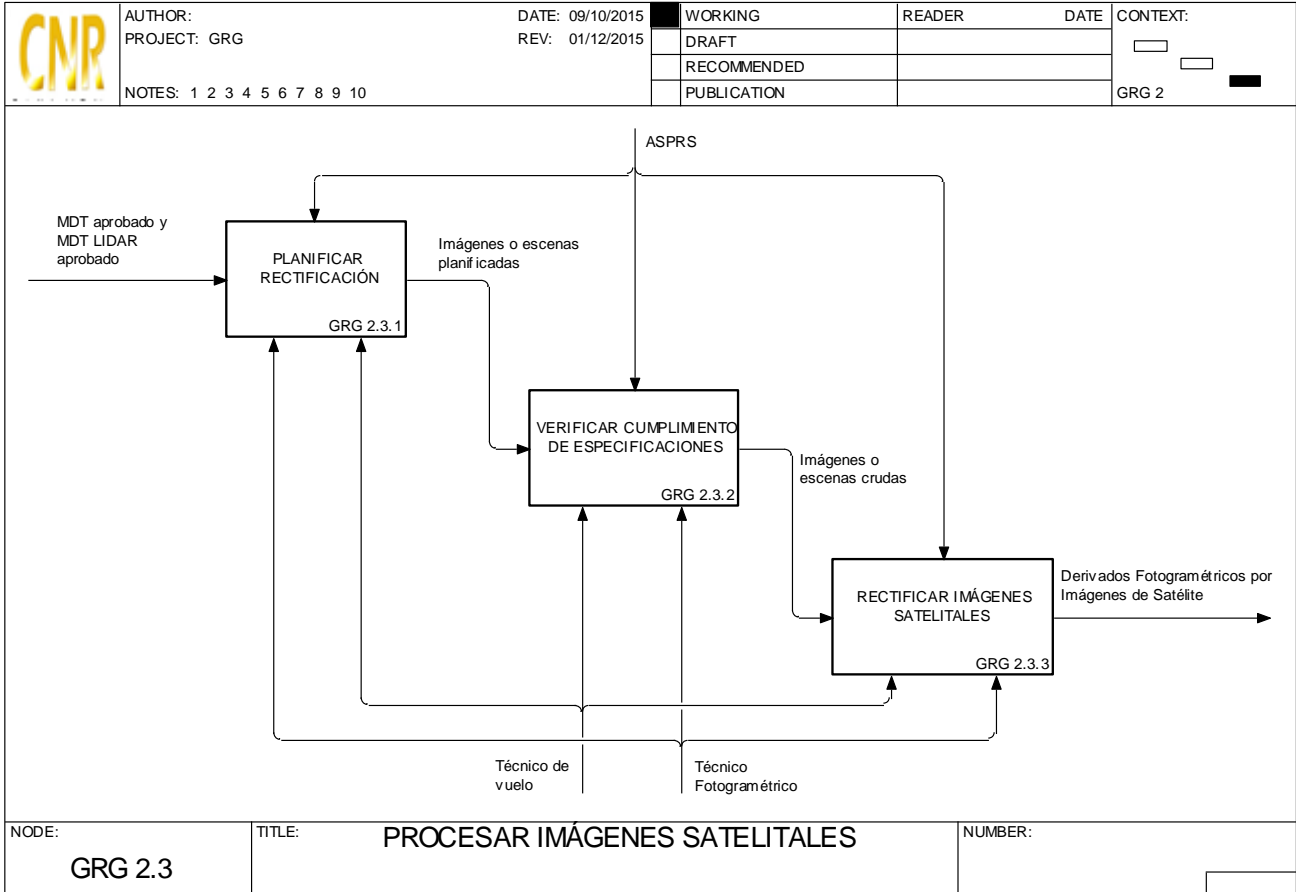 CNR
AUTHOR:
PROJECT: GRG
NOTES: 1 2 3 4 5 6 7 8 9 10
DATE: 09/10/2015
REV: 01/12/2015
WORKING
DRAFT
RECOMMENDED
PUBLICATION
READER DATE
CONTEXT:
GRG 2
ASPRS
MDT aprobado y
MDT LIDAR
aprobado
PLANIFICAR
RECTIFICACIÓN
GRG 2.3.1
Imágenes o escenas
planificadas
VERIFICAR CUMPLIMIENTO
DE ESPECIFICACIONES
GRG 2.3.2
Imágenes o
escenas crudas
RECTIFICAR IMÁGENES
SATELITALES
GRG 2.3.3
Derivados Fotogramétricos por
Imágenes de Satélite
Técnico de
vuelo
Técnico
Fotogramétrico
NODE:
GRG 2.3
TITLE:
PROCESAR IMÁGENES SATELITALES
NUMBER: